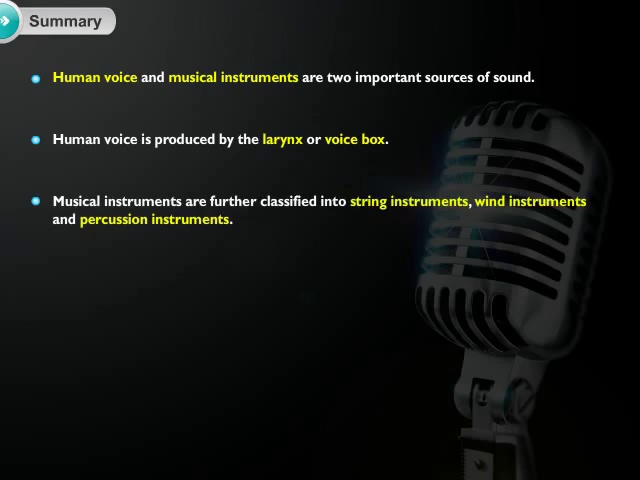 Summary
Human voice and musical instruments are two important sources of sound.
Human voice is produced by the larynx or voice box.
Musical instruments are further classified into string instruments, wind instruments
and percussion instruments.